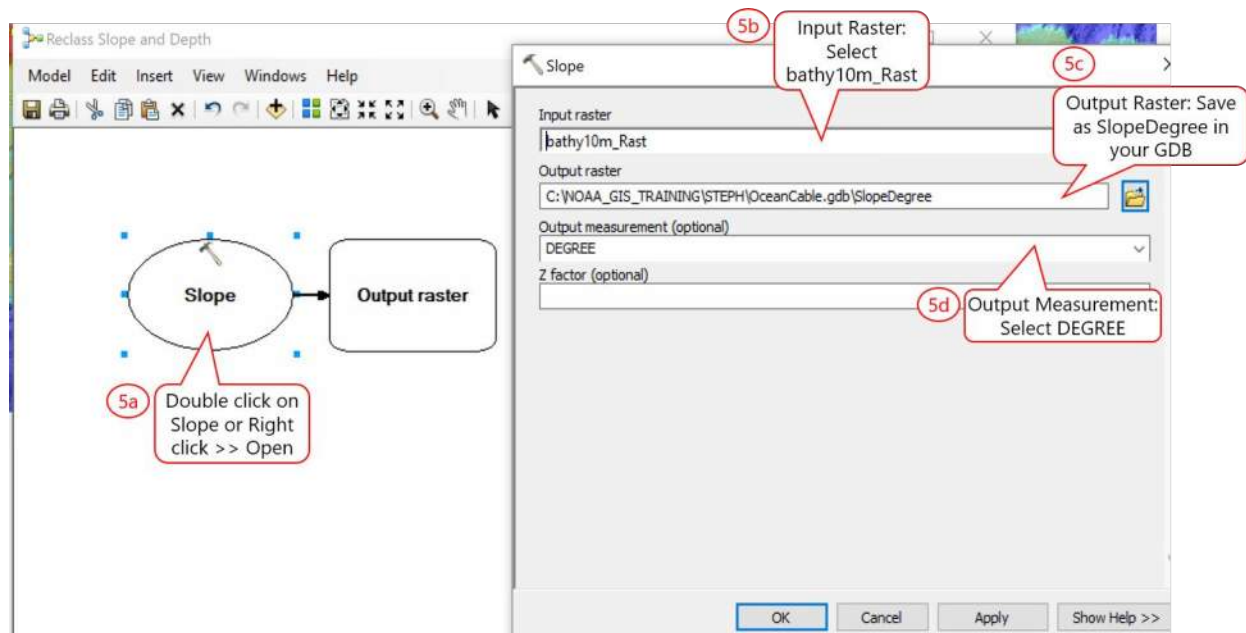 Reclass Slope and Depth
Model Edit Insert View Windows Help
Slope
Output raster
5a
Double click on
Slope or Right
click >> Open
5b
Input Raster:
Select
bathy10m_Rast
5c
Output Raster: Save
as SlopeDegree in
your GDB
Slope
Input raster
bathy10m_Rast
Output raster
C:\NOAA_GIS_TRAINING\STEPH\OceanCable.gdb\SlopeDegree
Output measurement (optional)
DEGREE
Z factor (optional)
5d
Output Measurement:
Select DEGREE
OK Cancel Apply Show Help >>